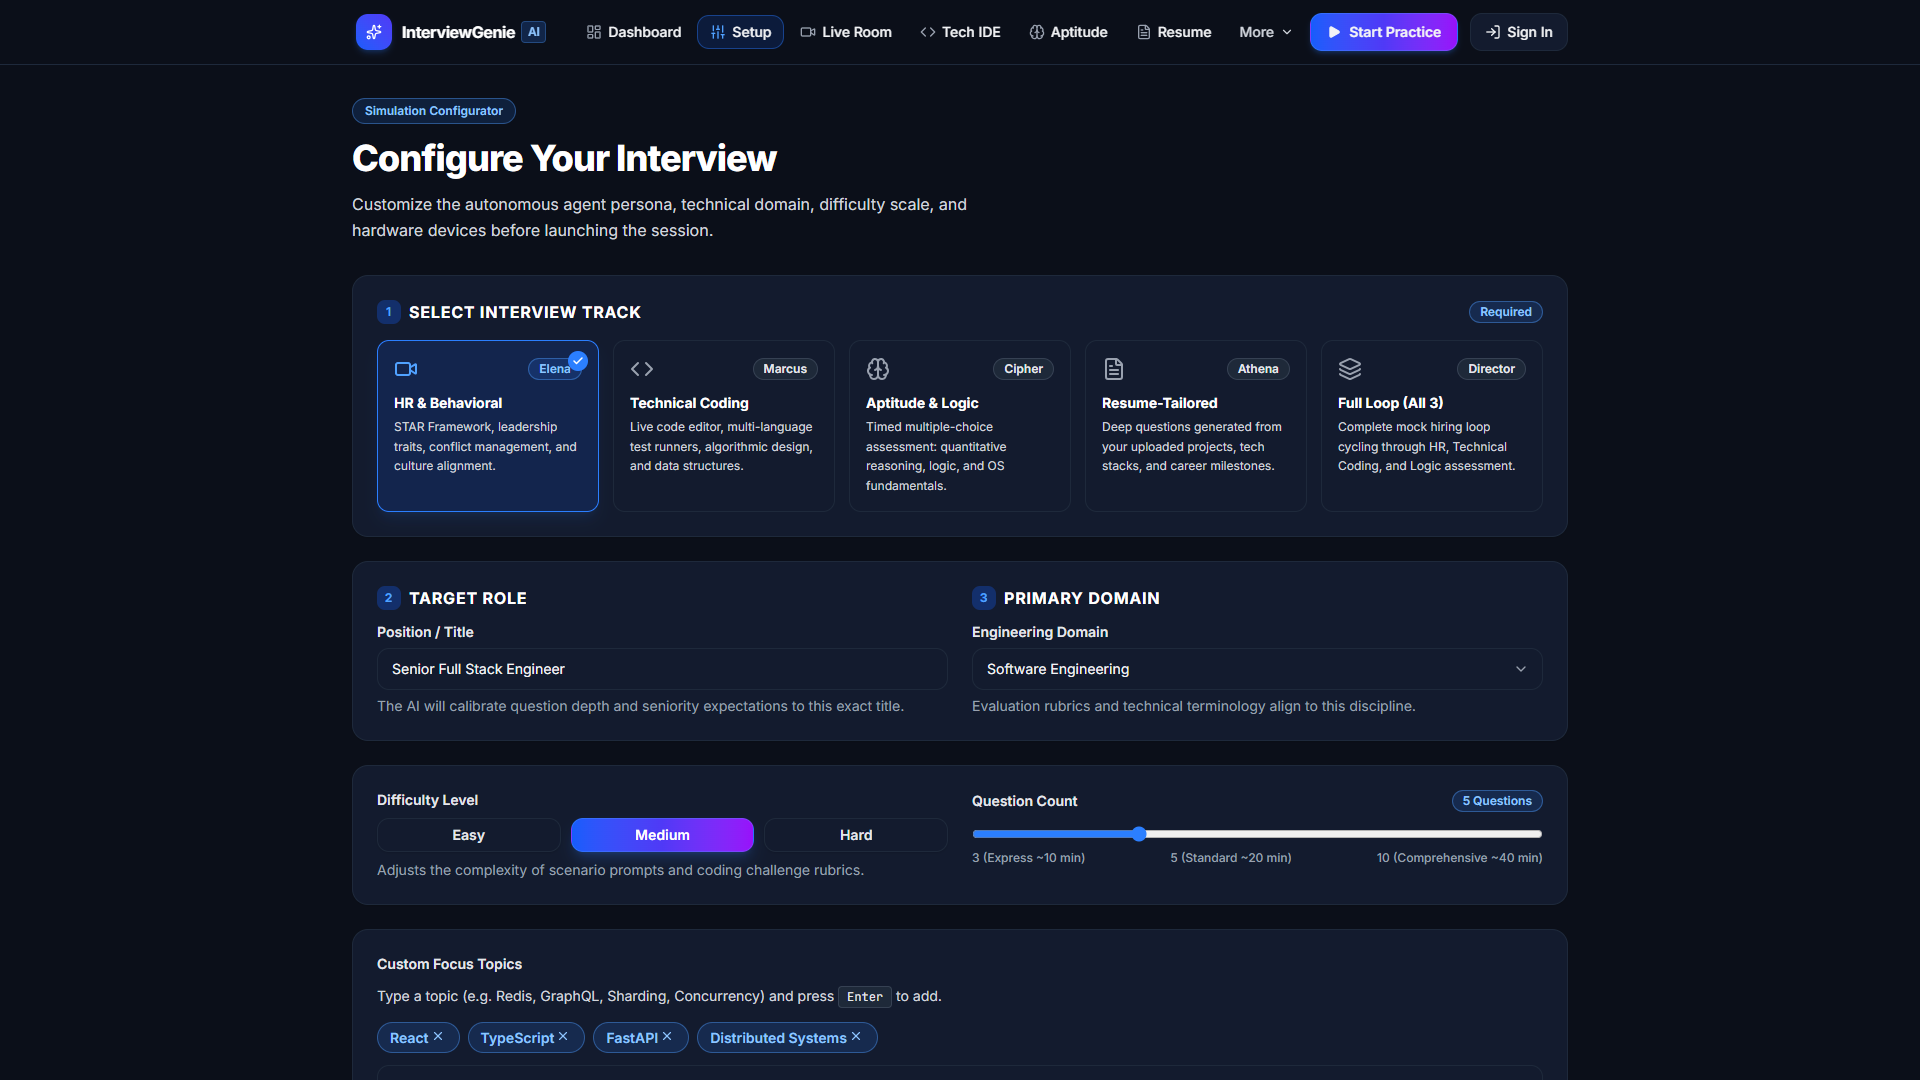 InterviewGenie AI
Dashboard
Setup
Live Room
Tech IDE
Aptitude
Resume
More
Start Practice
Sign In
Simulation Configurator
Configure Your Interview
Customize the autonomous agent persona, technical domain, difficulty scale, and
hardware devices before launching the session.
1 SELECT INTERVIEW TRACK
Required
Elena
HR & Behavioral
STAR Framework, leadership
traits, conflict management, and
culture alignment.
Marcus
Technical Coding
Live code editor, multi-language
test runners, algorithmic design,
and data structures.
Cipher
Aptitude & Logic
Timed multiple-choice
assessment: quantitative
reasoning, logic, and OS
fundamentals.
Athena
Resume-Tailored
Deep questions generated from
your uploaded projects, tech
stacks, and career milestones.
Director
Full Loop (All 3)
Complete mock hiring loop
cycling through HR, Technical
Coding, and Logic assessment.
2 TARGET ROLE
Position / Title
Senior Full Stack Engineer
The AI will calibrate question depth and seniority expectations to this exact title.
3 PRIMARY DOMAIN
Engineering Domain
Software Engineering
Evaluation rubrics and technical terminology align to this discipline.
Difficulty Level
Easy
Medium
Hard
Adjusts the complexity of scenario prompts and coding challenge rubrics.
Question Count
5 Questions
3 (Express ~10 min)
5 (Standard ~20 min)
10 (Comprehensive ~40 min)
Custom Focus Topics
Type a topic (e.g. Redis, GraphQL, Sharding, Concurrency) and press Enter to add.
React ×
TypeScript ×
FastAPI ×
Distributed Systems ×